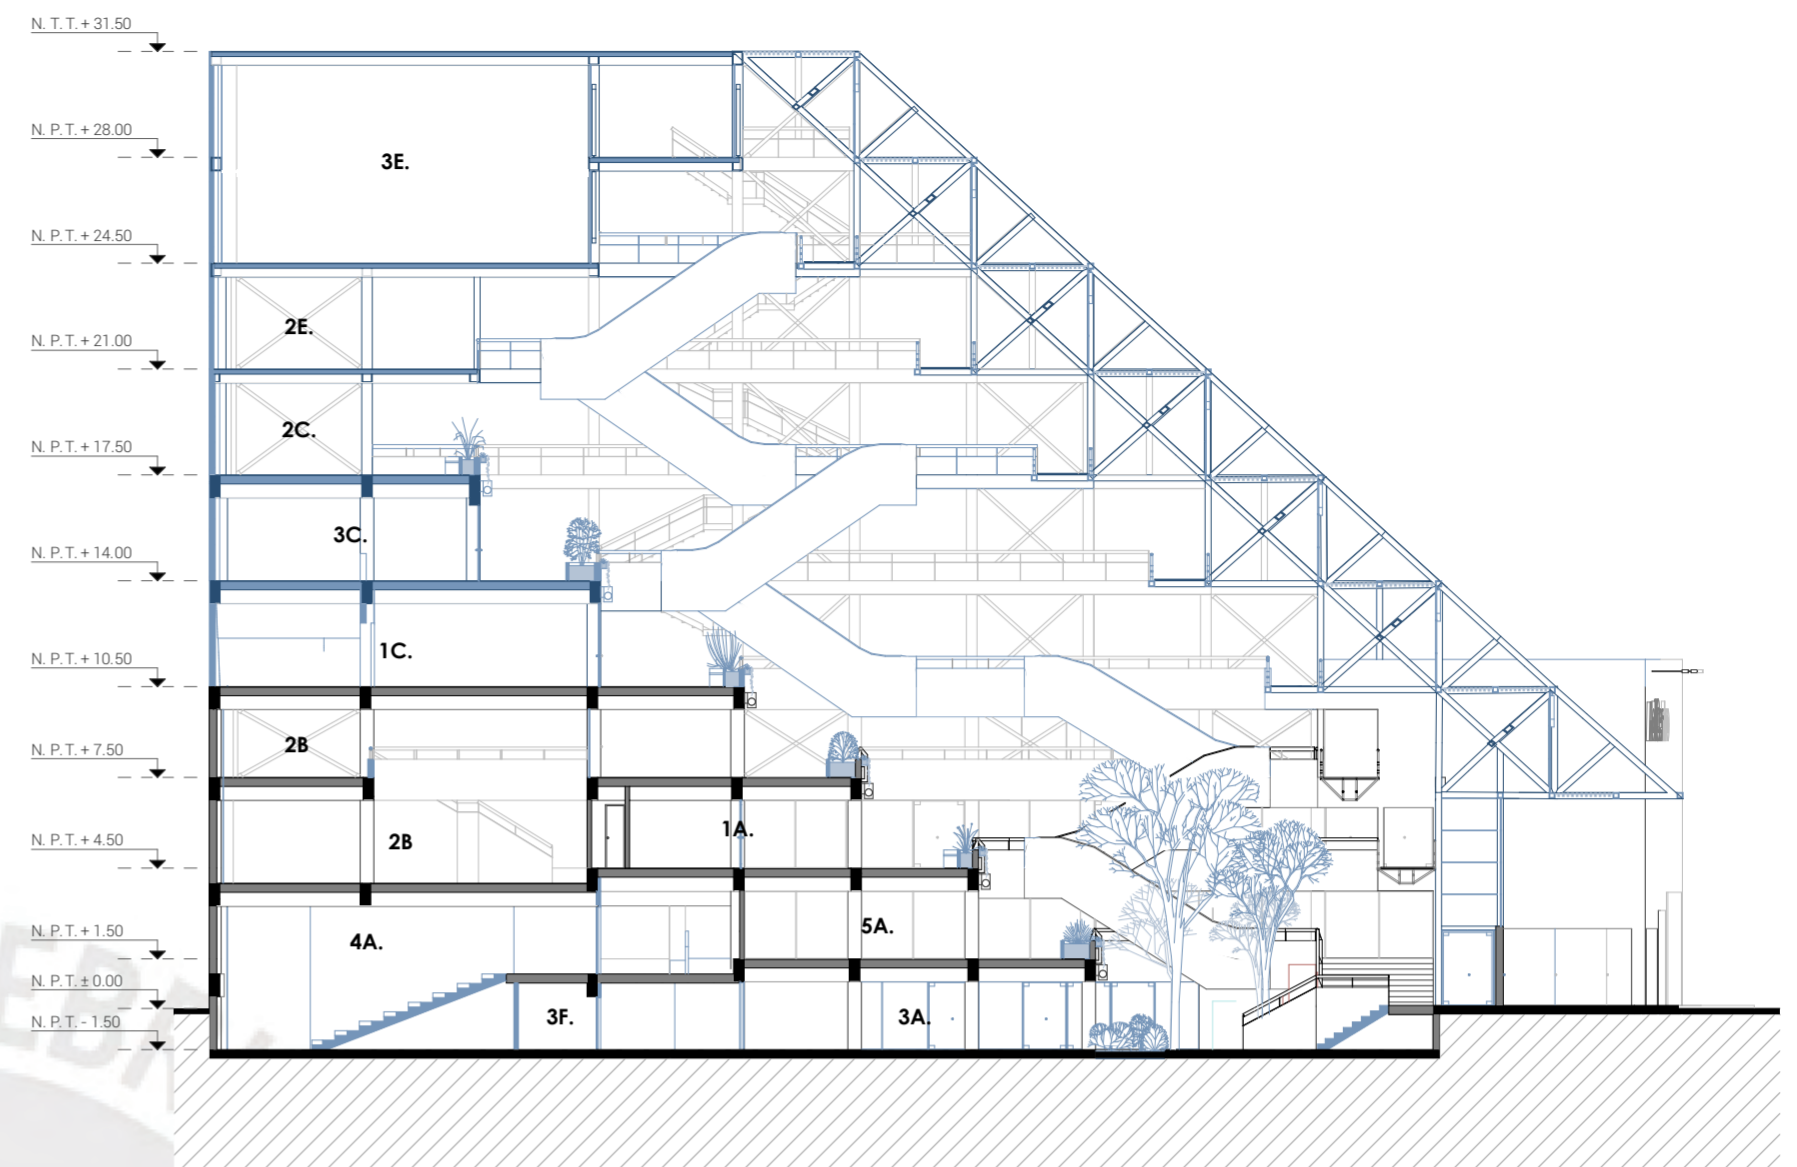 N. T. T. + 31.50
N. P. T. + 28.00
3E.
N. P. T. + 24.50
2E.
N. P. T. + 21.00
2C.
N. P. T. + 17.50
3C.
N. P. T. + 14.00
1C.
N. P. T. + 10.50
2B
N. P. T. + 7.50
1A.
2B
N. P. T. + 4.50
5A.
4A.
N. P. T. + 1.50
N. P. T. ± 0.00
3F.
3A.
N. P. T. - 1.50